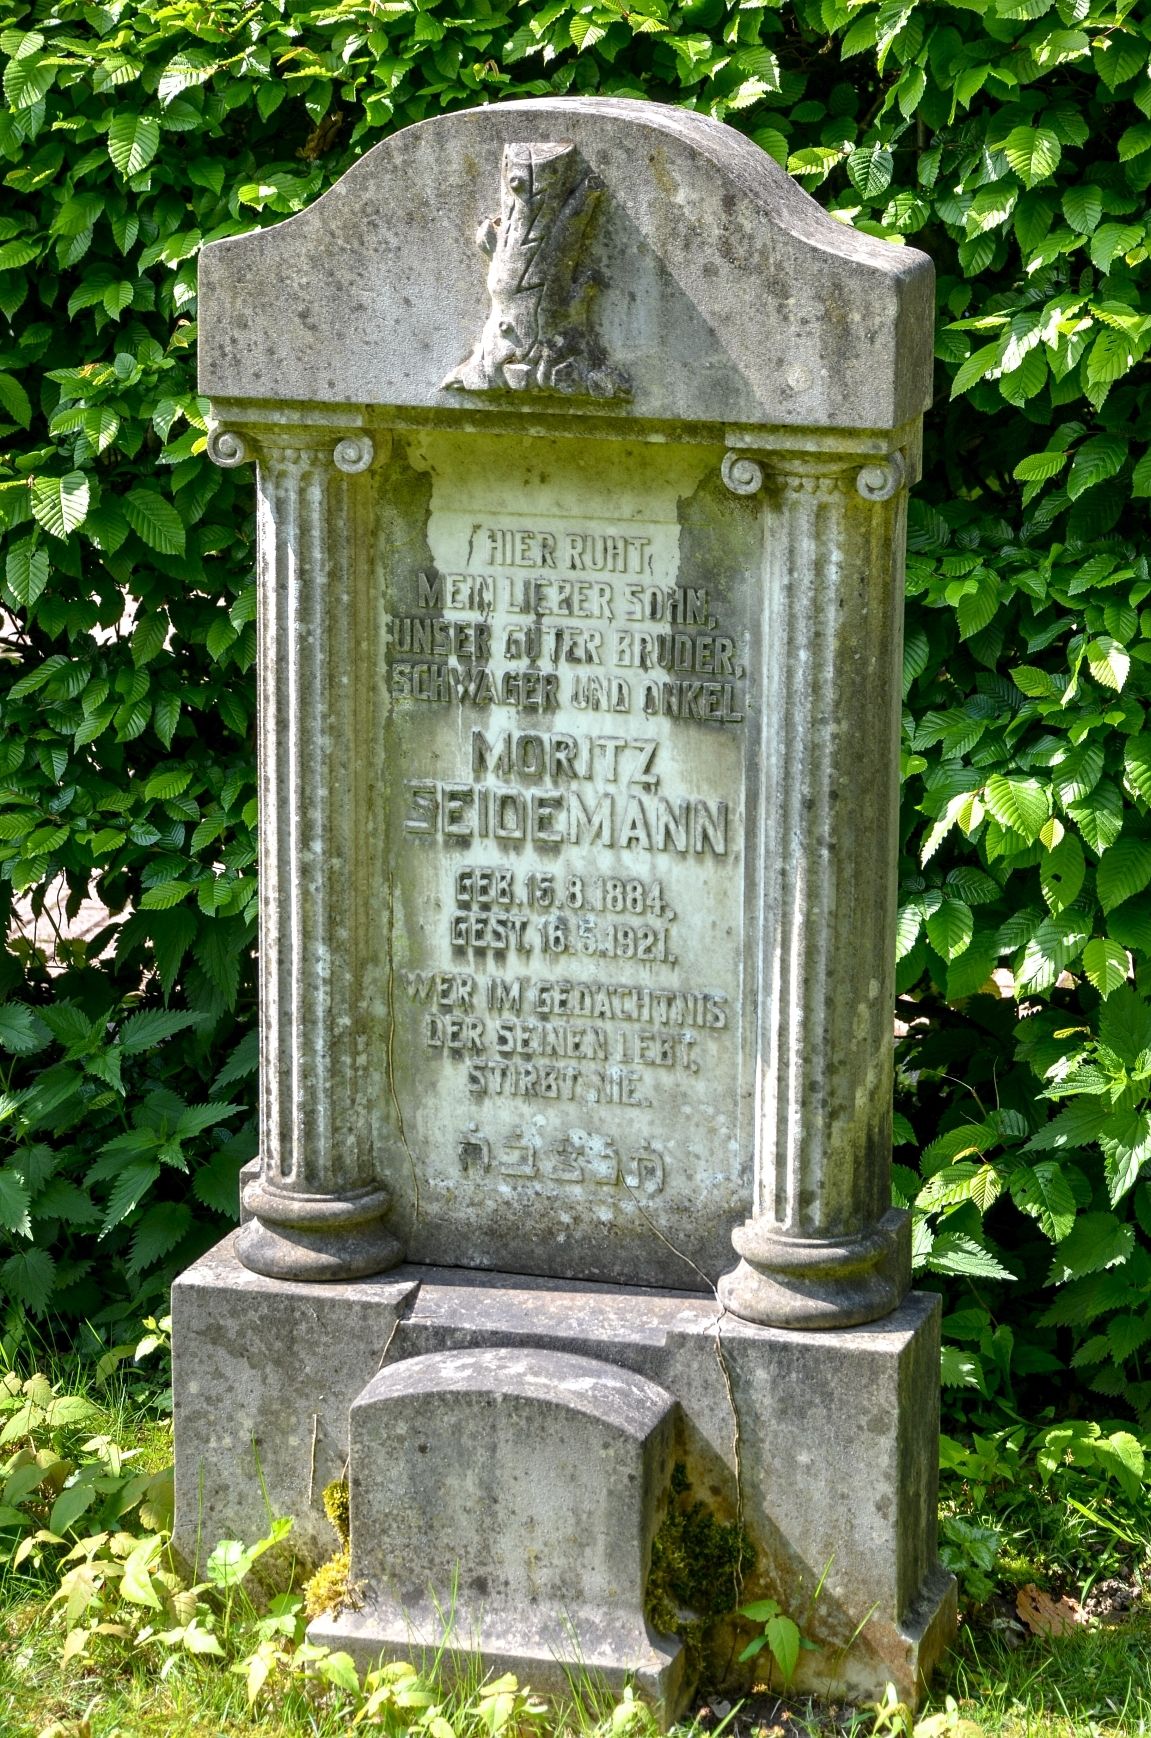 HIER RUHT
MEIN LIEBER SOHN,
UNSER GUTER BRUDER,
SCHWAGER UND ONKEL
MORITZ
SEIDEMANN
GEB. 15.8.1884,
GEST. 16.5.1921.
WER IM GEDÄCHTNIS
DER SEINEN LEBT,
STIRBT NIE.
ת נ צ ב ה